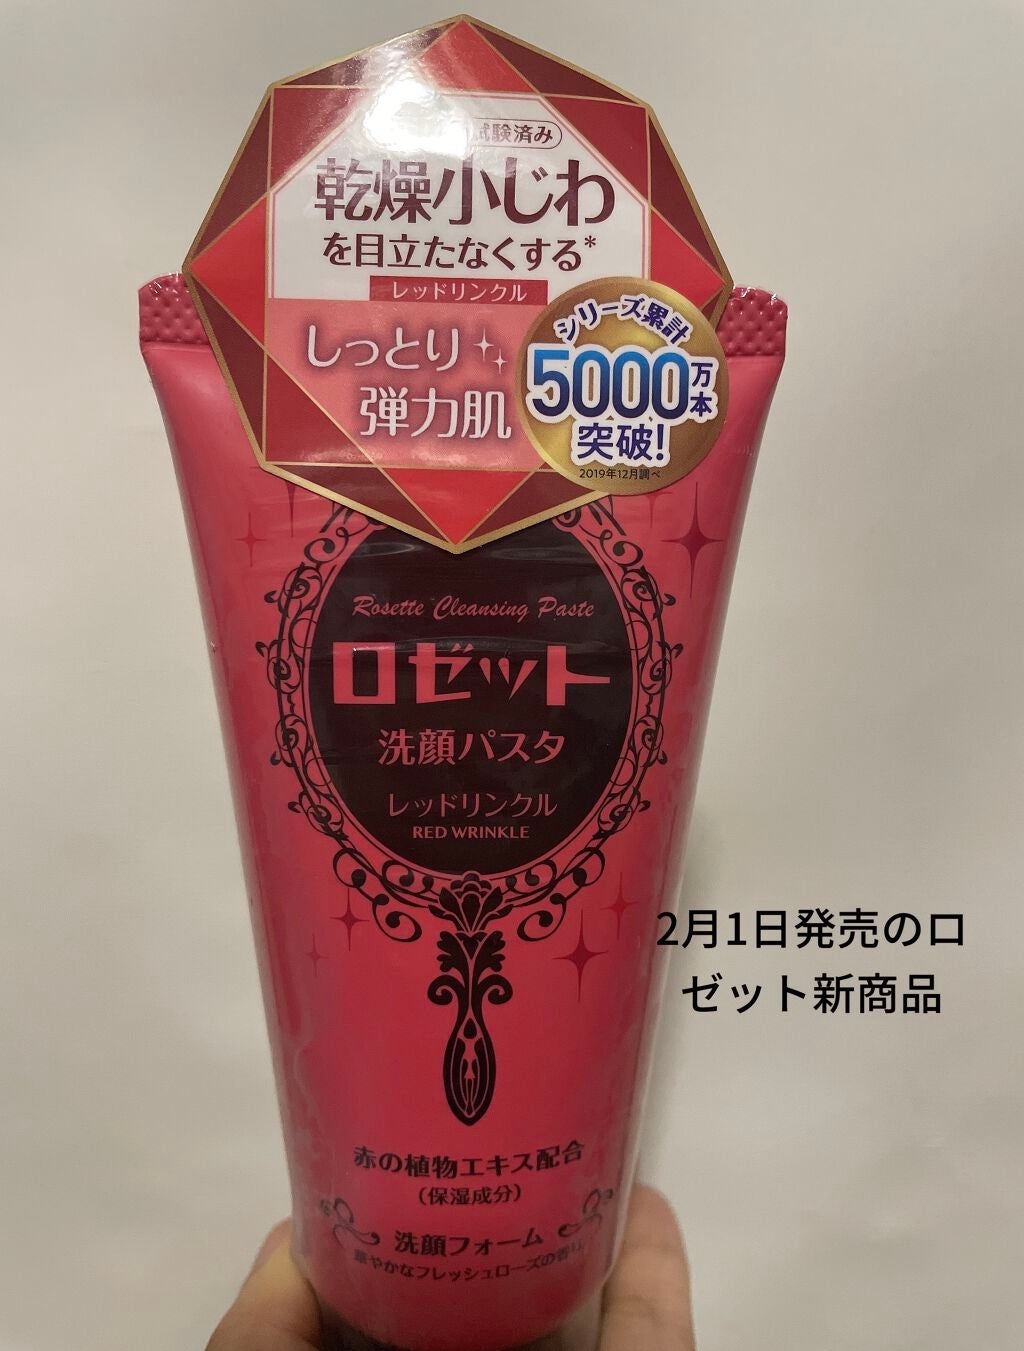 試験済み
乾燥小じわ
を目立たなくする*
レッドリンクル
しっとり
弾力肌
シリーズ累計
5000万本
突破!
2019年12月調べ
Rosette Cleansing Paste
ロゼット
洗顔パスタ
レッドリンクル
RED WRINKLE
2月1日発売のロ
ゼット新商品
赤の植物エキス配合
(保湿成分)
洗顔フォーム
華やかなフレッシュローズの香り